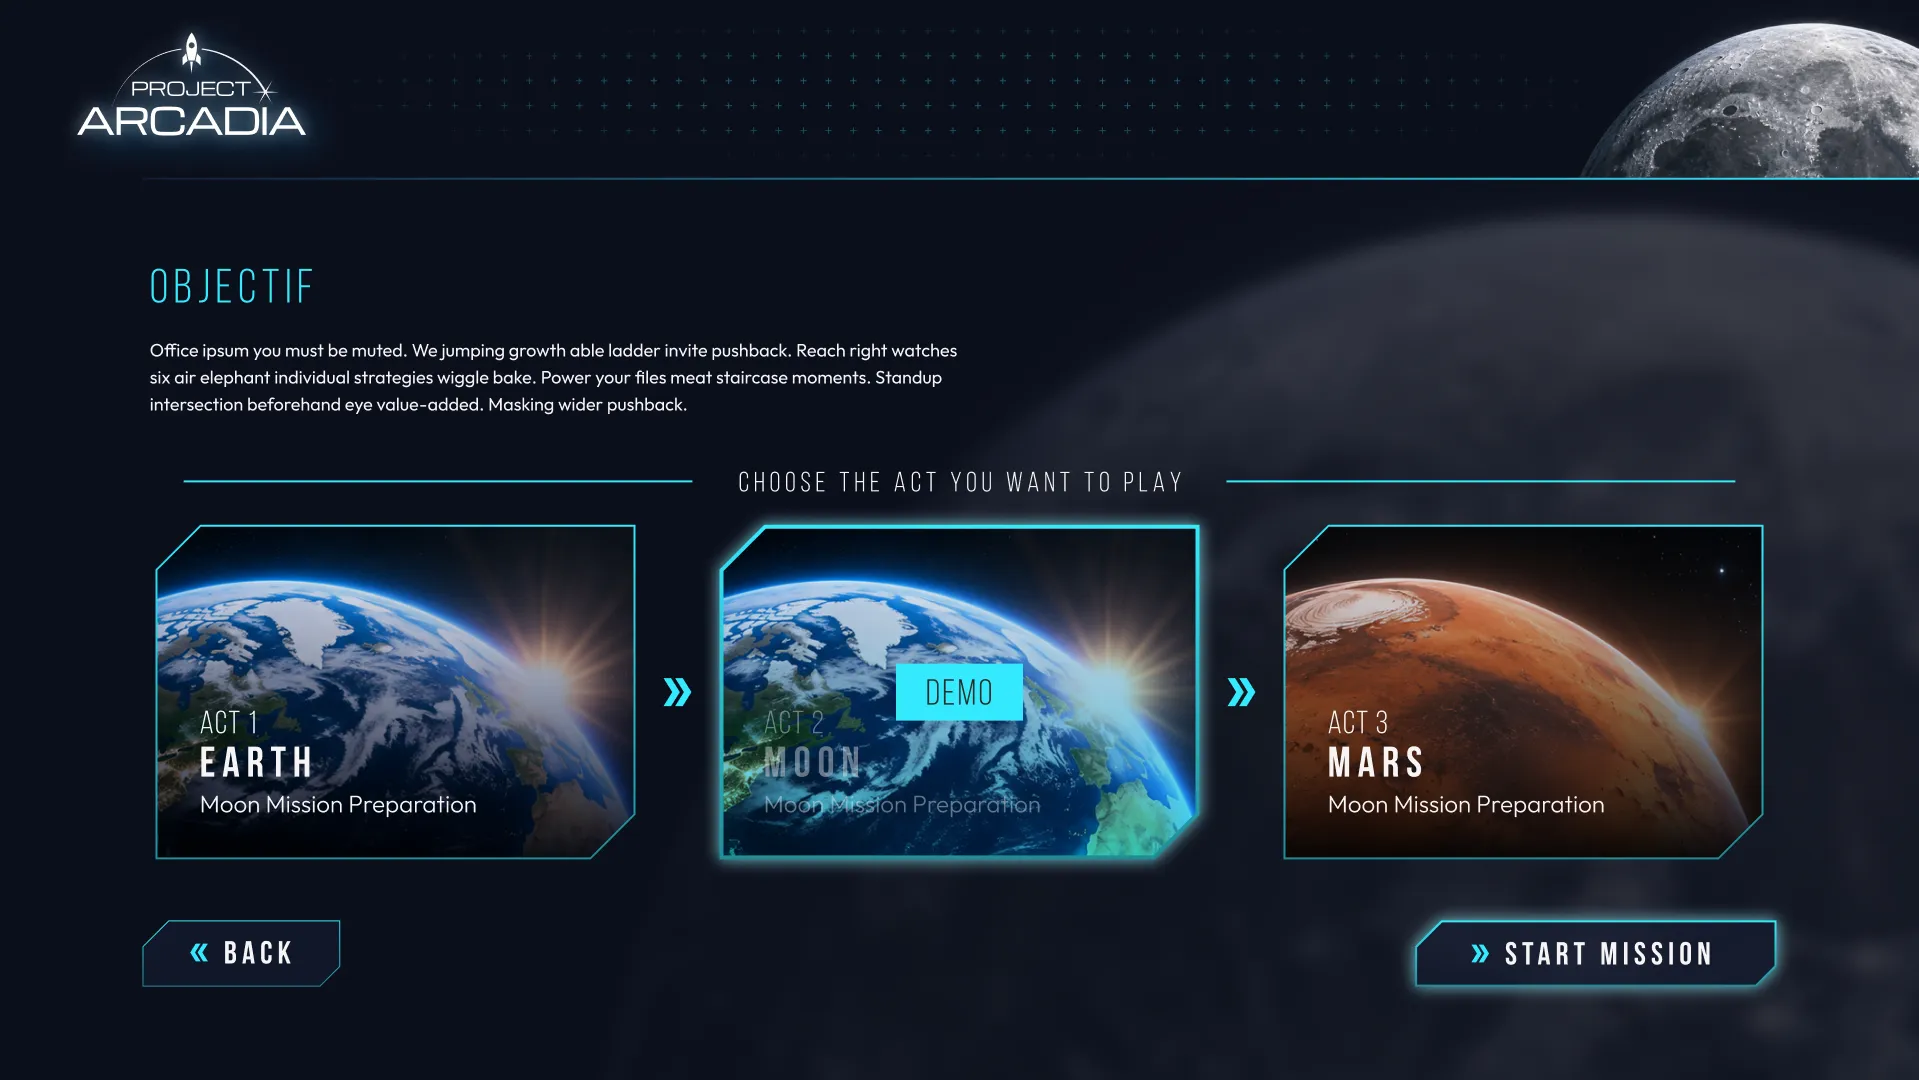 PROJECT
ARCADIA
OBJECTIF
Office ipsum you must be muted. We jumping growth able ladder invite pushback. Reach right watches
six air elephant individual strategies wiggle bake. Power your files meat staircase moments. Standup
intersection beforehand eye value-added. Masking wider pushback.
CHOOSE THE ACT YOU WANT TO PLAY
ACT 1
EARTH
Moon Mission Preparation
DEMO
ACT 2
MOON
Moon Mission Preparation
ACT 3
MARS
Moon Mission Preparation
BACK
START MISSION